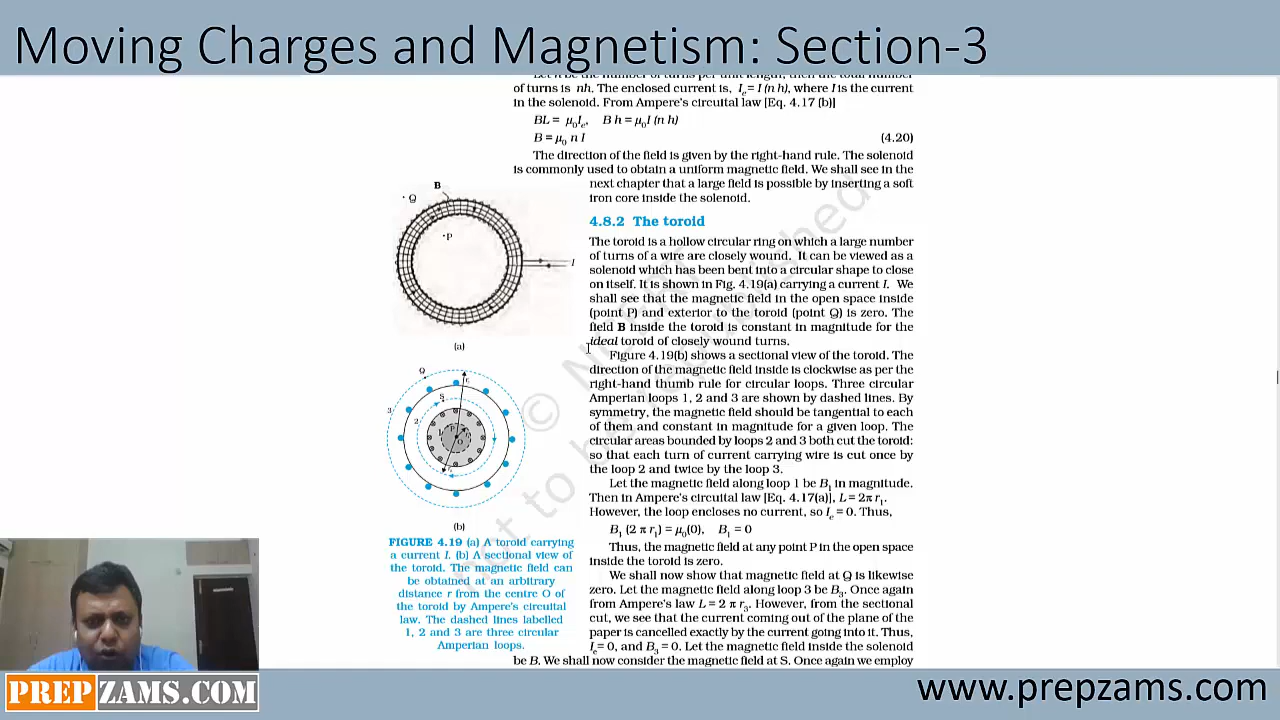 Moving Charges and Magnetism: Section-3
Let n be the number of turns per unit length, then the total number
of turns is nh. The enclosed current is, Iₑ = I (n h), where I is the current
in the solenoid. From Ampere's circuital law [Eq. 4.17 (b)]
BL = μ₀Iₑ, B h = μ₀I (n h)
B = μ₀ n I (4.20)
The direction of the field is given by the right-hand rule. The solenoid
is commonly used to obtain a uniform magnetic field. We shall see in the
next chapter that a large field is possible by inserting a soft
iron core inside the solenoid.
4.8.2 The toroid
The toroid is a hollow circular ring on which a large number
of turns of a wire are closely wound. It can be viewed as a
solenoid which has been bent into a circular shape to close
on itself. It is shown in Fig. 4.19(a) carrying a current I. We
shall see that the magnetic field in the open space inside
(point P) and exterior to the toroid (point Q) is zero. The
field B inside the toroid is constant in magnitude for the
ideal toroid of closely wound turns.
Figure 4.19(b) shows a sectional view of the toroid. The
direction of the magnetic field inside is clockwise as per the
right-hand thumb rule for circular loops. Three circular
Amperian loops 1, 2 and 3 are shown by dashed lines. By
symmetry, the magnetic field should be tangential to each
of them and constant in magnitude for a given loop. The
circular areas bounded by loops 2 and 3 both cut the toroid:
so that each turn of current carrying wire is cut once by
the loop 2 and twice by the loop 3.
Let the magnetic field along loop 1 be B₁ in magnitude.
Then in Ampere's circuital law [Eq. 4.17(a)], L = 2π r₁.
However, the loop encloses no current, so Iₑ = 0. Thus,
B₁ (2 π r₁) = μ₀(0), B₁ = 0
Thus, the magnetic field at any point P in the open space
inside the toroid is zero.
We shall now show that magnetic field at Q is likewise
zero. Let the magnetic field along loop 3 be B₃. Once again
from Ampere's law L = 2 π r₃. However, from the sectional
cut, we see that the current coming out of the plane of the
paper is cancelled exactly by the current going into it. Thus,
Iₑ= 0, and B₃ = 0. Let the magnetic field inside the solenoid
be B. We shall now consider the magnetic field at S. Once again we employ
B
Q
P
I
(a)
Q
S
3
2
(b)
FIGURE 4.19 (a) A toroid carrying
a current I. (b) A sectional view of
the toroid. The magnetic field can
be obtained at an arbitrary
distance r from the centre O of
the toroid by Ampere's circuital
law. The dashed lines labelled
1, 2 and 3 are three circular
Amperian loops.
PREPZAMS.COM
www.prepzams.com